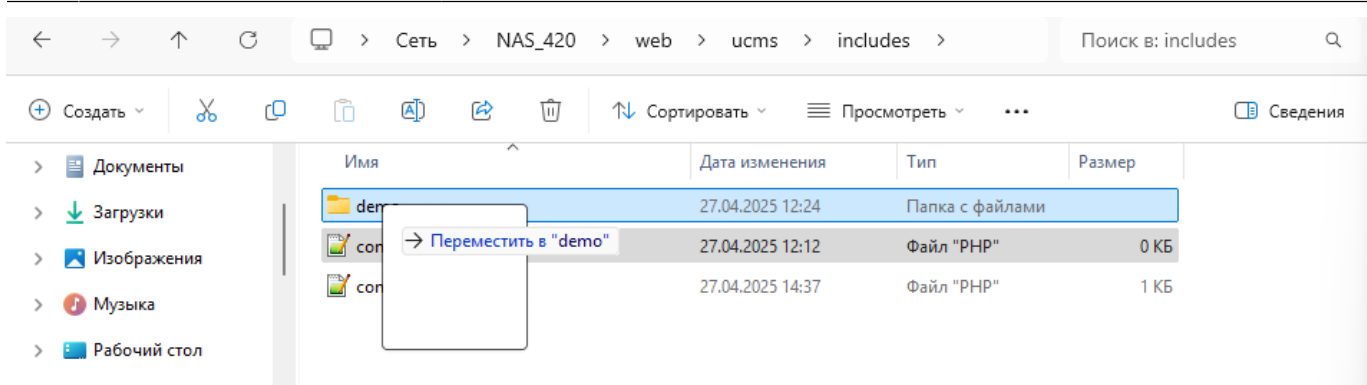 Сеть > NAS_420 > web > ucms > includes > Поиск в: includes
Создать Сортировать Просмотреть ... Сведения
Имя Дата изменения Тип Размер
Документы
Загрузки
Изображения
Музыка
Рабочий стол
27.04.2025 12:24 Папка с файлами
→ Переместить в "demo"
27.04.2025 12:12 Файл "PHP" 0 КБ
27.04.2025 14:37 Файл "PHP" 1 КБ